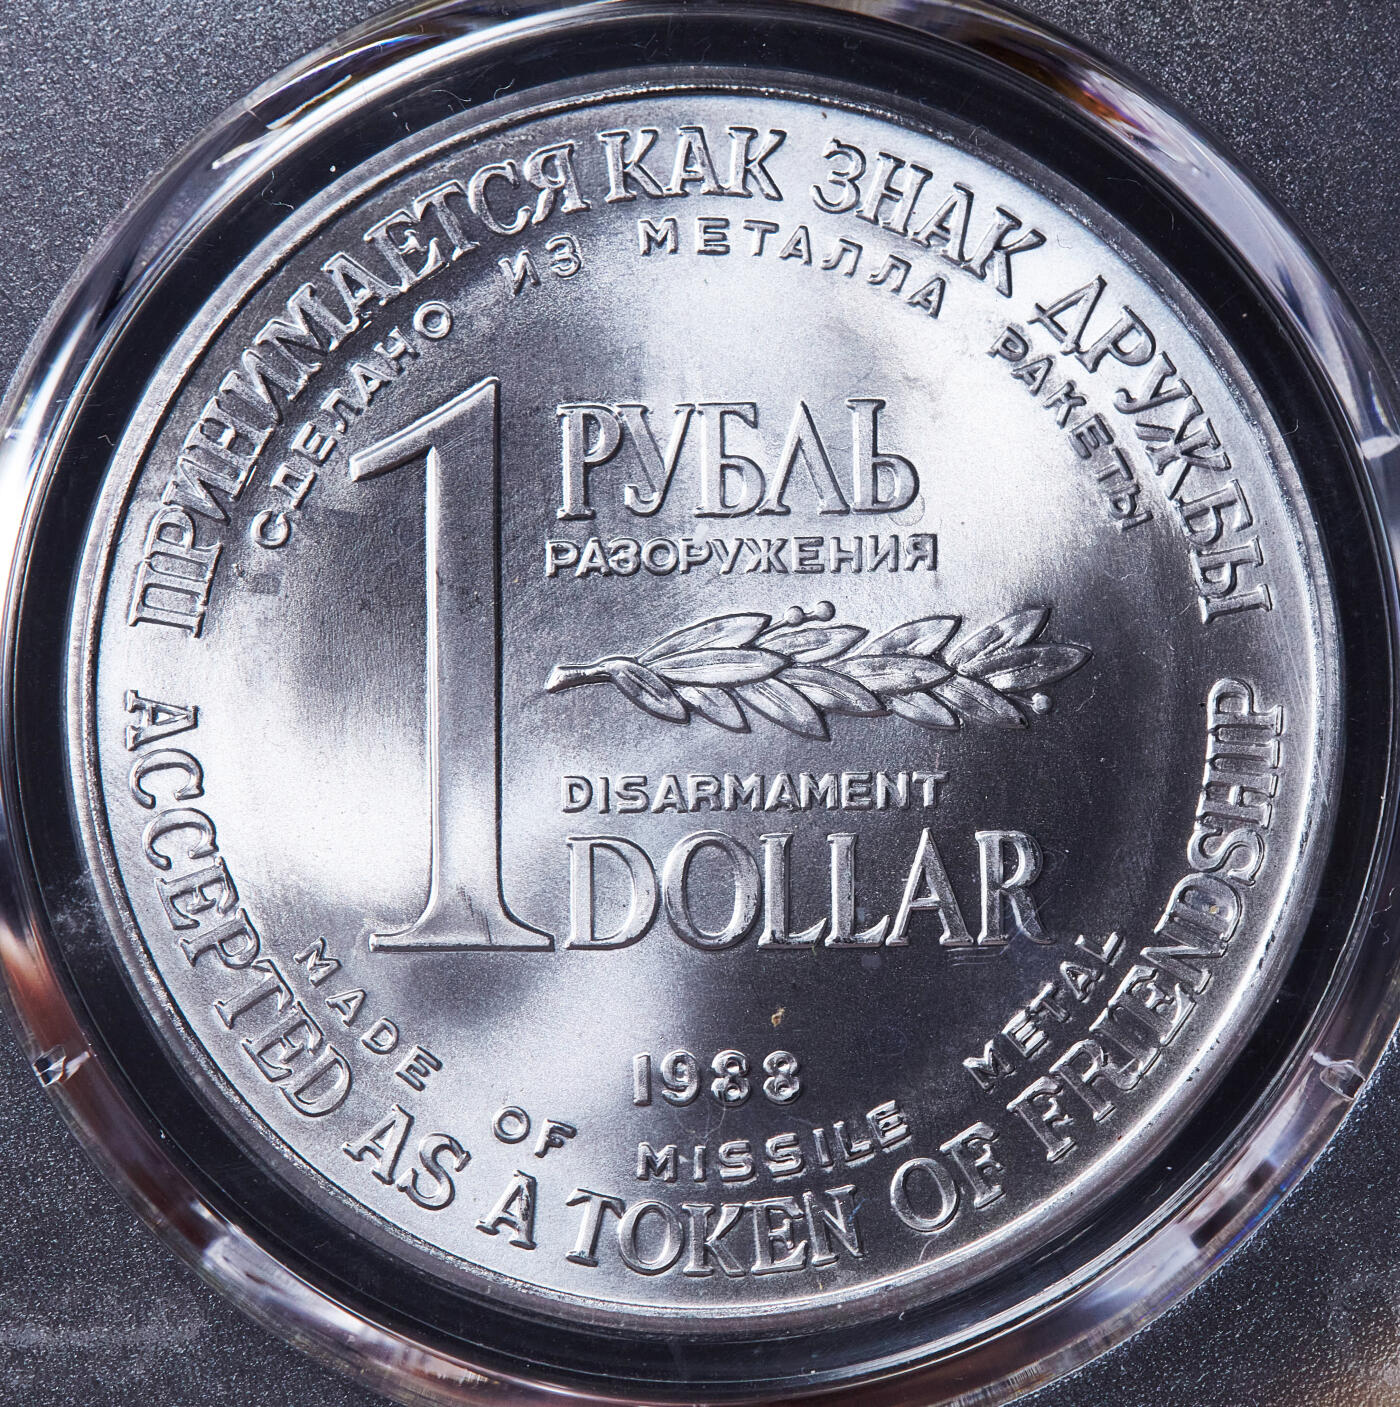 ПРИНИМАЕТСЯ КАК ЗНАК ДРУЖБЫ
СДЕЛАНО ИЗ МЕТАЛЛА РАКЕТЫ
1 РУБЛЬ
РАЗОРУЖЕНИЯ
DISARMAMENT
DOLLAR
1988
MADE OF MISSILE METAL
ACCEPTED AS A TOKEN OF FRIENDSHIP